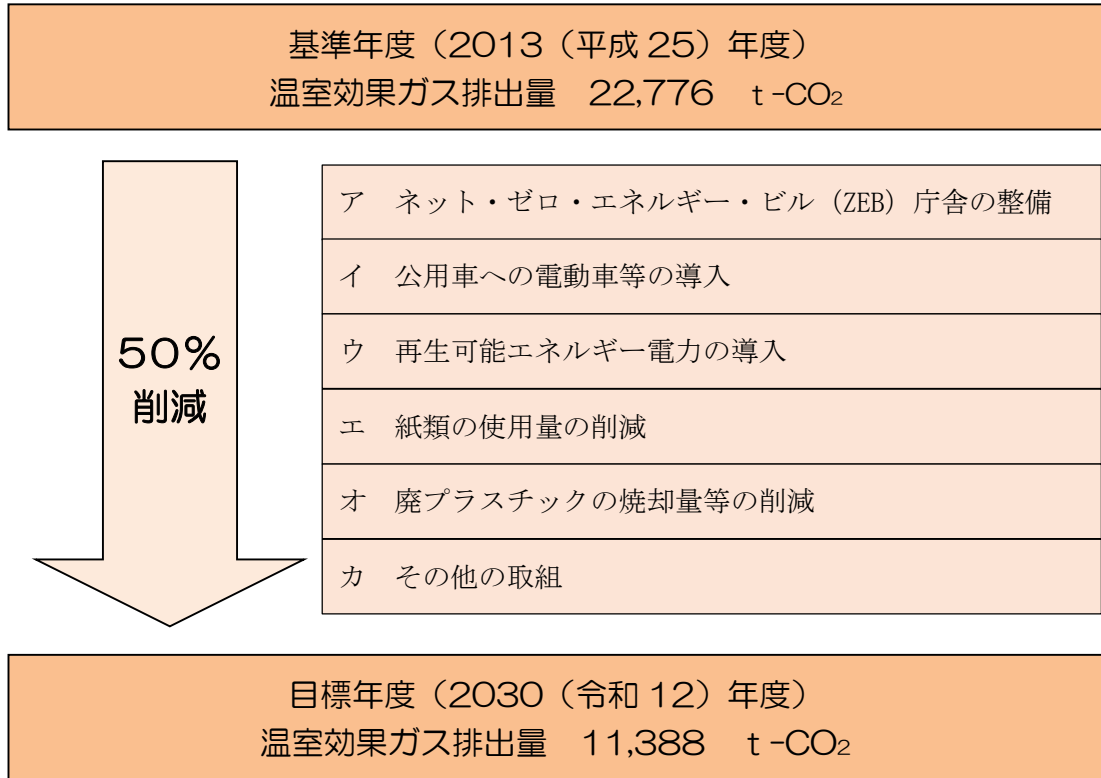 基準年度（2013（平成 25）年度）
温室効果ガス排出量　22,776　ｔ-CO₂
50%
削減
ア　ネット・ゼロ・エネルギー・ビル（ZEB）庁舎の整備
イ　公用車への電動車等の導入
ウ　再生可能エネルギー電力の導入
エ　紙類の使用量の削減
オ　廃プラスチックの焼却量等の削減
カ　その他の取組
目標年度（2030（令和 12）年度）
温室効果ガス排出量　11,388　ｔ-CO₂